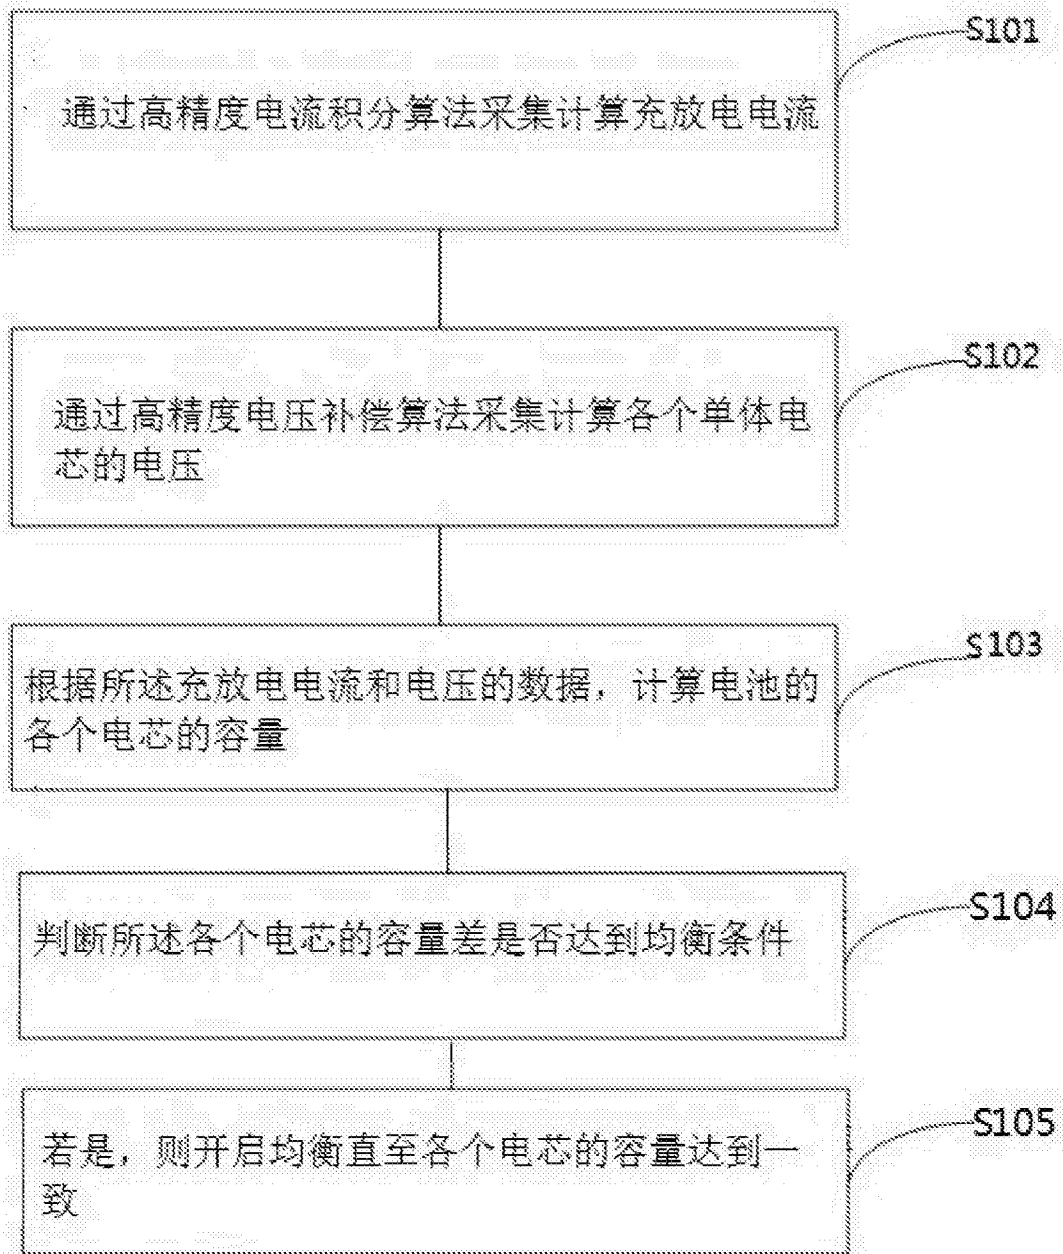 S101
通过高精度电流积分算法采集计算充放电电流
S102
通过高精度电压补偿算法采集计算各个单体电
芯的电压
S103
根据所述充放电电流和电压的数据，计算电池的
各个电芯的容量
S104
判断所述各个电芯的容量差是否达到均衡条件
S105
若是，则开启均衡直至各个电芯的容量达到一
致